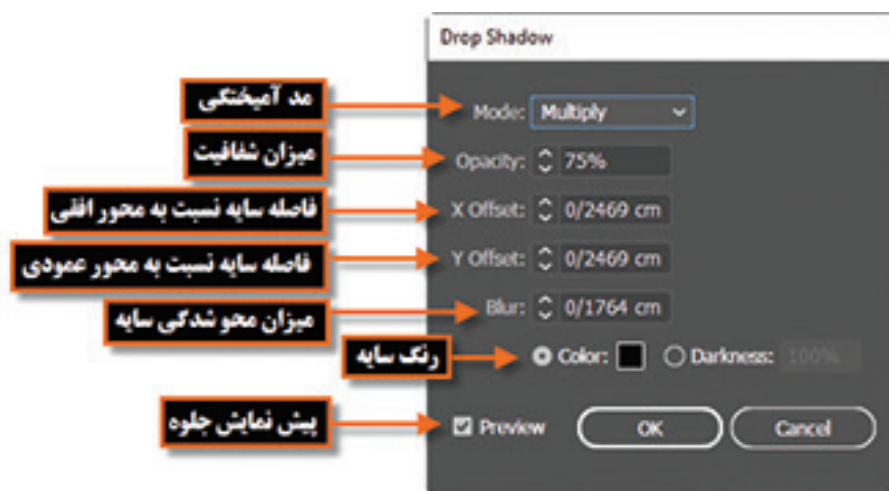 Drop Shadow
مد آمیختگی
Mode: Multiply
میزان شفافیت
Opacity: 75%
فاصله سایه نسبت به محور افقی
X Offset: 0/2469 cm
فاصله سایه نسبت به محور عمودی
Y Offset: 0/2469 cm
میزان محو شدگی سایه
Blur: 0/1764 cm
رنگ سایه
Color: Darkness: 100%
پیش نمایش جلوه
Preview OK Cancel